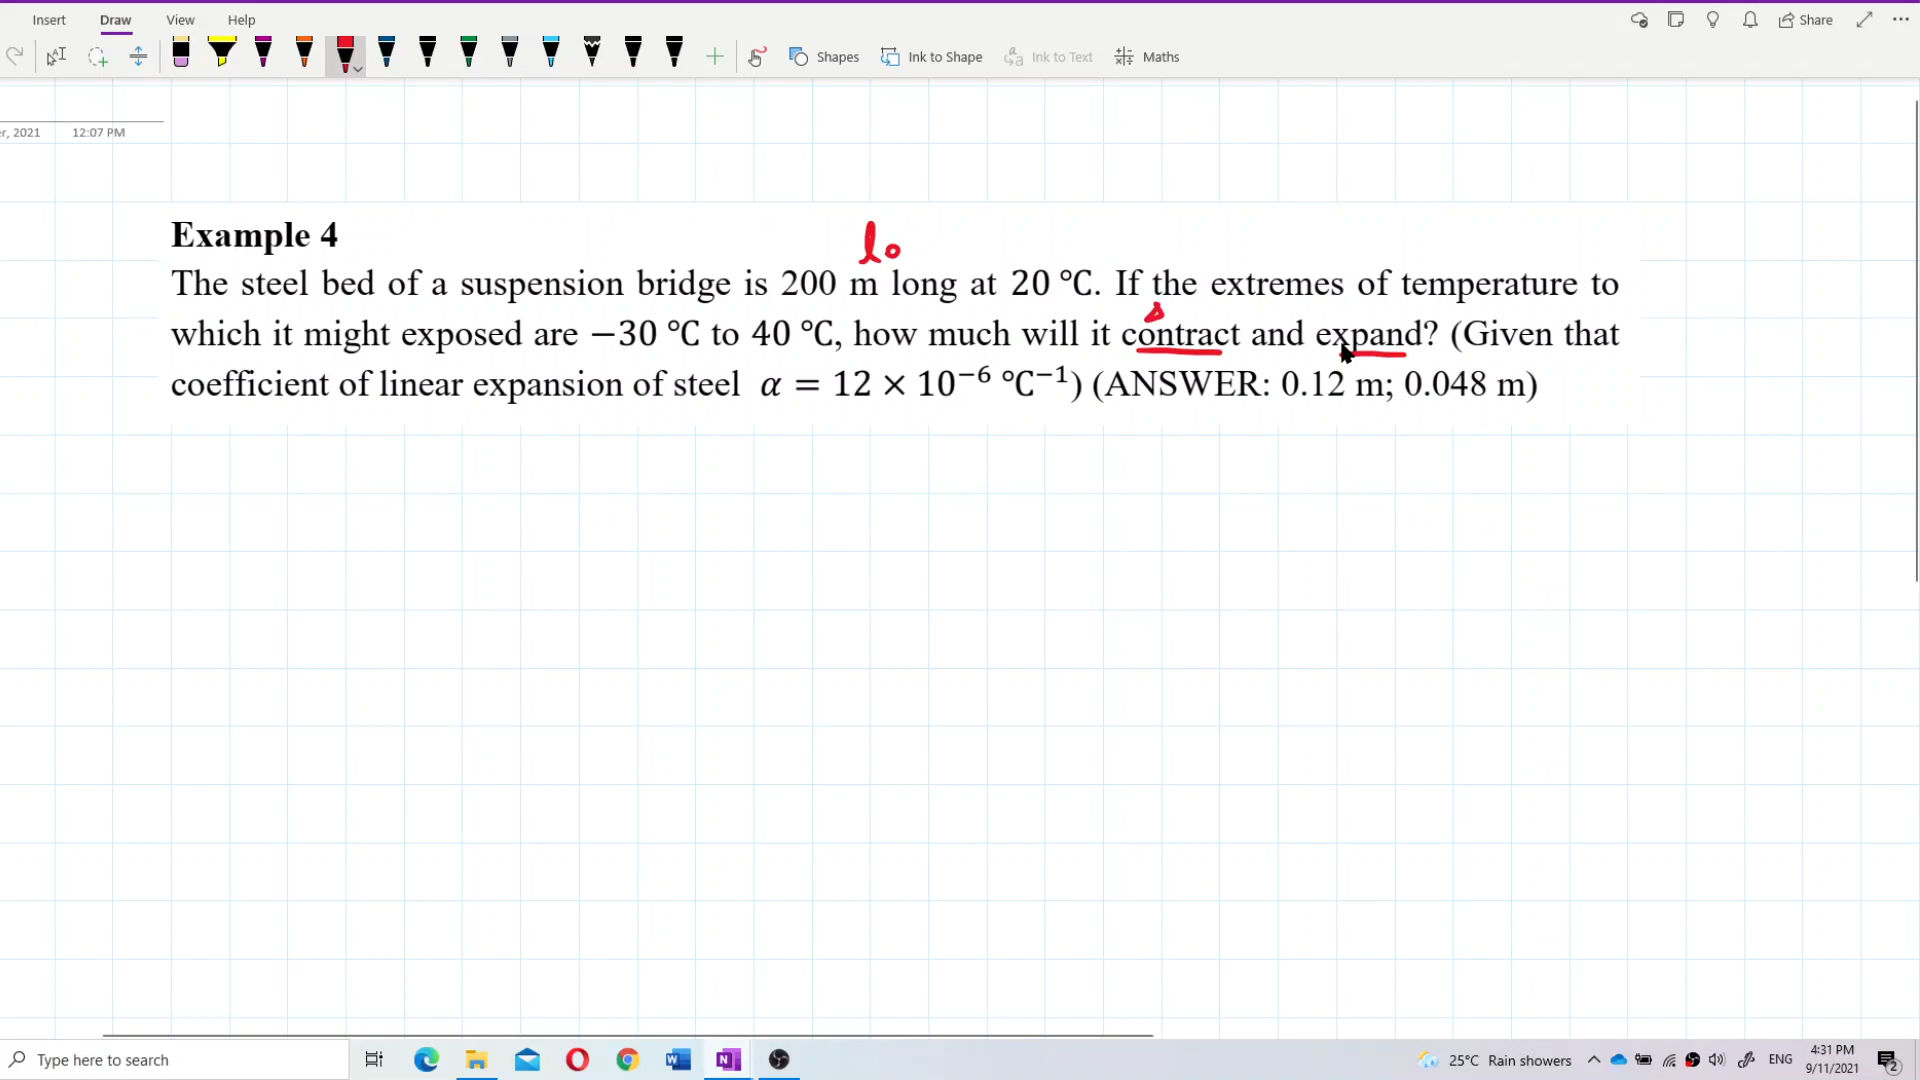 Insert Draw View Help
Share
Shapes Ink to Shape Ink to Text Maths
er, 2021 12:07 PM
Example 4
l₀
The steel bed of a suspension bridge is 200 m long at 20 ℃. If the extremes of temperature to
which it might exposed are −30 ℃ to 40 ℃, how much will it contract and expand? (Given that
coefficient of linear expansion of steel α = 12 × 10⁻⁶ ℃⁻¹) (ANSWER: 0.12 m; 0.048 m)
Type here to search
25°C Rain showers
ENG
4:31 PM
9/11/2021
2